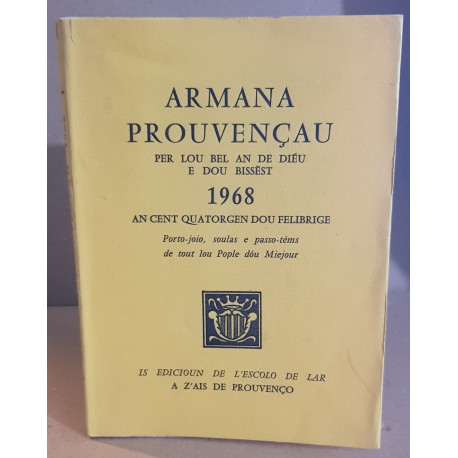 ARMANA
PROUVENÇAU
PER LOU BEL AN DE DIÉU
E DOU BISSÈST
1968
AN CENT QUATORGEN DOU FELIBRIGE
Porto-joio, soulas e passo-tèms
de tout lou Pople dóu Miejour
IS EDICIOUN DE L'ESCOLO DE LAR
A Z'AIS DE PROUVENÇO